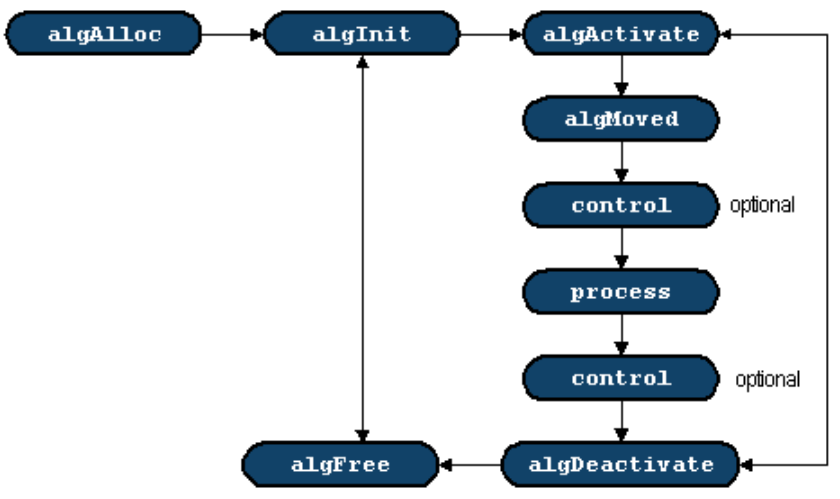 algAlloc
algInit
algActivate
algMoved
control
optional
process
control
optional
algFree
algDeactivate